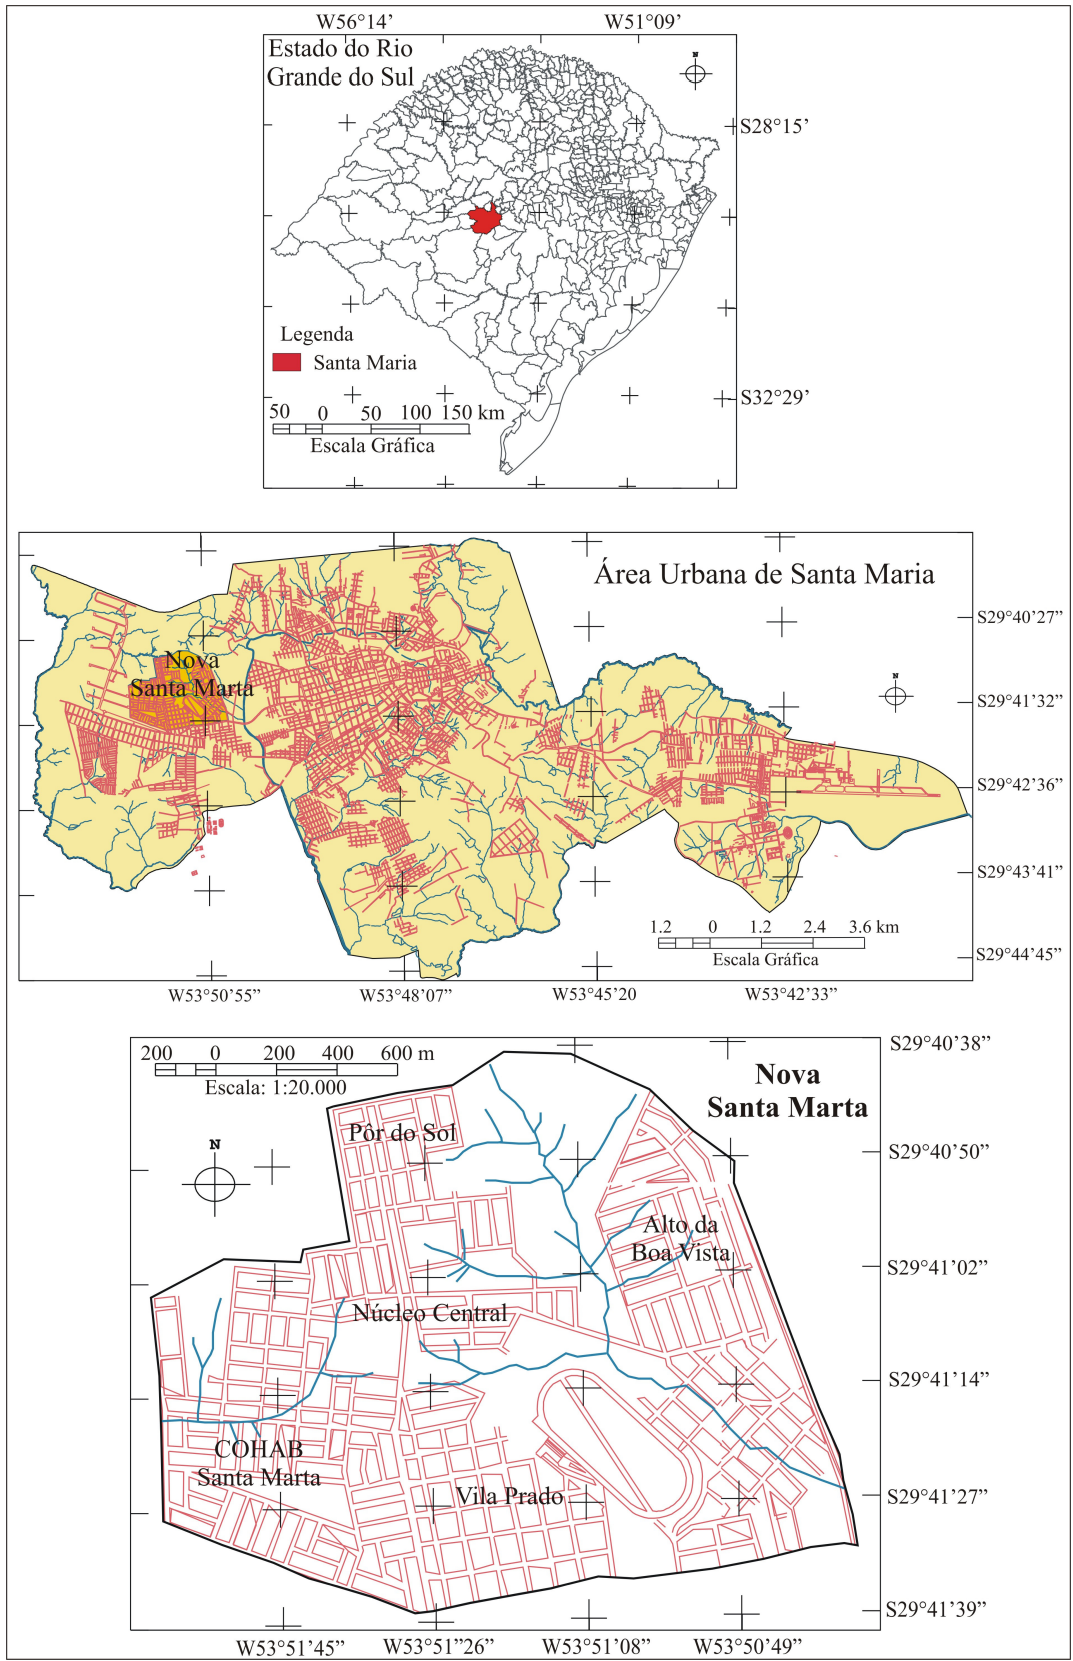 W56°14’ W51°09’
Estado do Rio
Grande do Sul
N
S28°15’
Legenda
Santa Maria
S32°29’
50 0 50 100 150 km
Escala Gráfica
Área Urbana de Santa Maria
S29°40’27”
Nova
Santa Marta
N
S29°41’32”
S29°42’36”
S29°43’41”
1.2 0 1.2 2.4 3.6 km
Escala Gráfica
S29°44’45”
W53°50’55” W53°48’07” W53°45’20 W53°42’33”
S29°40’38”
200 0 200 400 600 m
Escala: 1:20.000
Nova
Santa Marta
Pôr do Sol
N
S29°40’50”
Alto da
Boa Vista
S29°41’02”
Núcleo Central
S29°41’14”
COHAB
Santa Marta
Vila Prado
S29°41’27”
S29°41’39”
W53°51’45” W53°51’26” W53°51’08” W53°50’49”